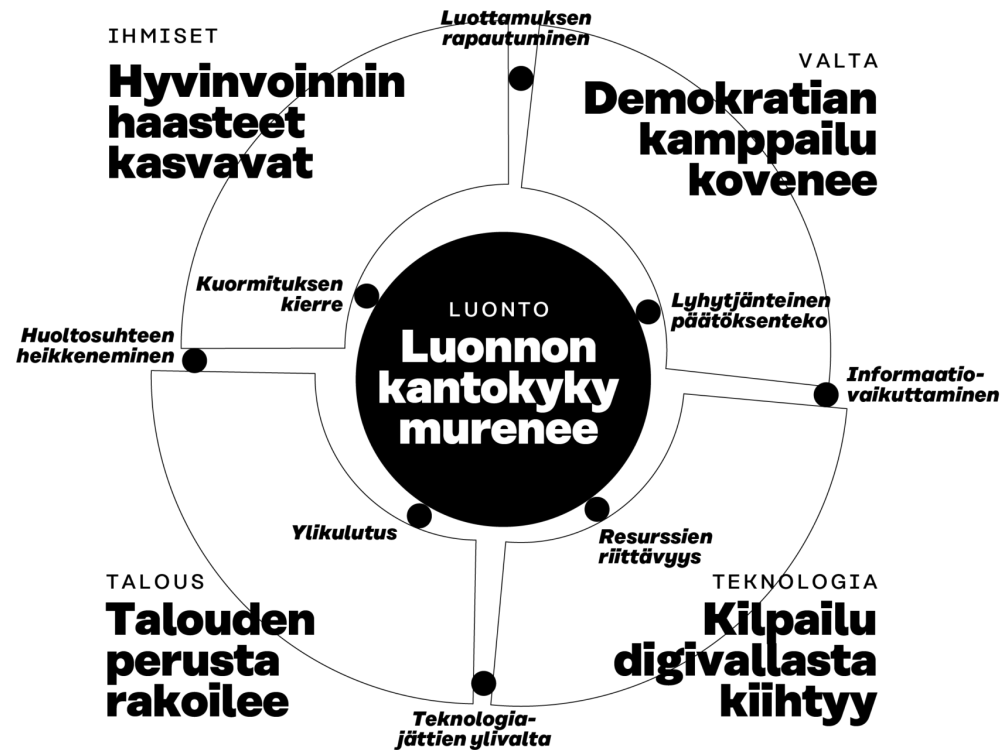 Luottamuksen
rapautuminen
IHMISET
Hyvinvoinnin
haasteet
kasvavat
VALTA
Demokratian
kamppailu
kovenee
Kuormituksen
kierre
Lyhytjänteinen
päätöksenteko
LUONTO
Luonnon
kantokyky
murenee
Huoltosuhteen
heikkeneminen
Informaatio-
vaikuttaminen
Ylikulutus
Resurssien
riittävyys
TALOUS
Talouden
perusta
rakoilee
TEKNOLOGIA
Kilpailu
digivallasta
kiihtyy
Teknologia-
jättien ylivalta